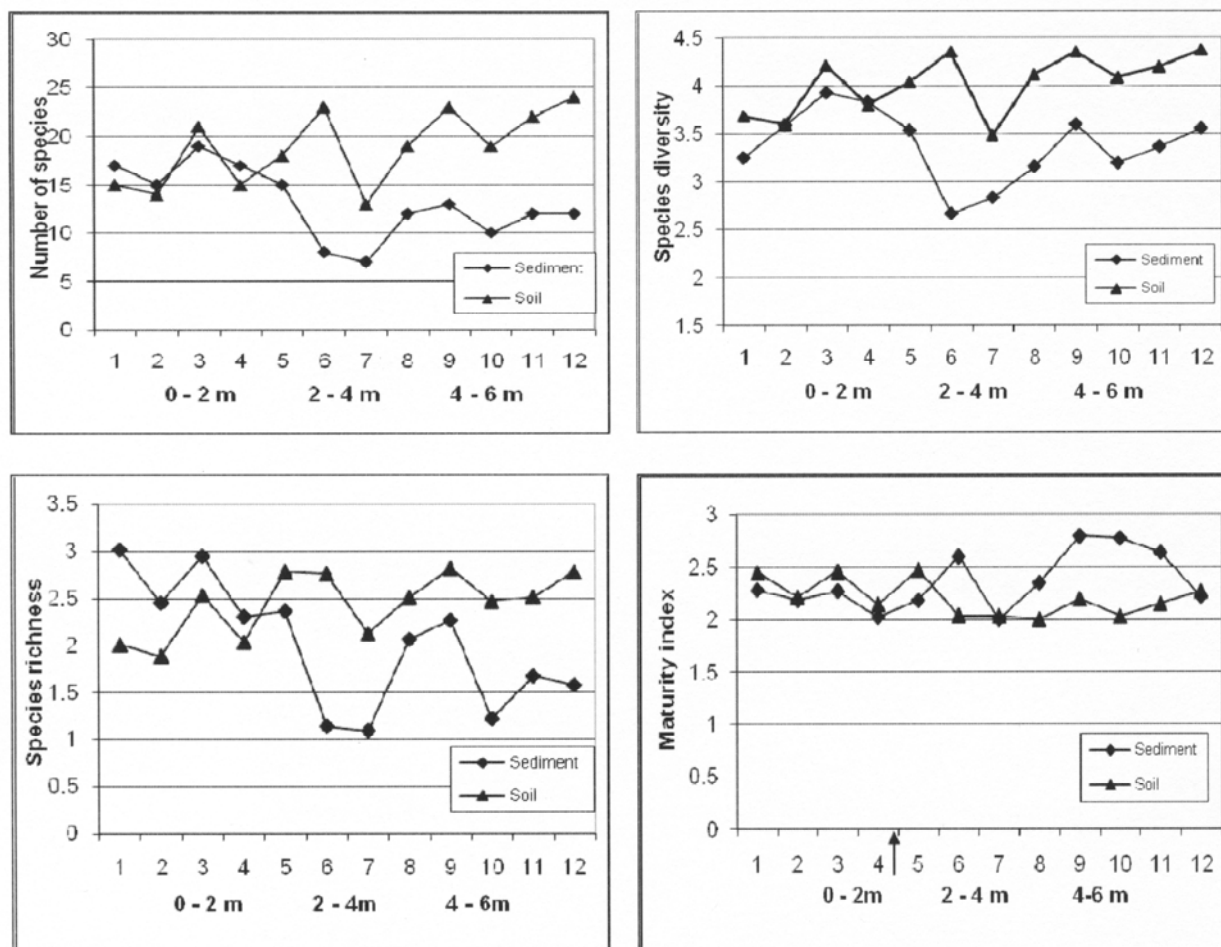 Number of species
30
25
20
15
10
5
0
Sediment
Soil
1 2 3 4 5 6 7 8 9 10 11 12
0 - 2 m 2 - 4 m 4 - 6 m
Species diversity
4.5
4
3.5
3
2.5
2
1.5
Sediment
Soil
1 2 3 4 5 6 7 8 9 10 11 12
0 - 2 m 2 - 4 m 4 - 6 m
Species richness
3.5
3
2.5
2
1.5
1
0.5
0
Sediment
Soil
1 2 3 4 5 6 7 8 9 10 11 12
0 - 2 m 2 - 4m 4 - 6m
Maturity index
3
2.5
2
1.5
1
0.5
0
Sediment
Soil
1 2 3 4 5 6 7 8 9 10 11 12
0 - 2m 2 - 4 m 4-6 m